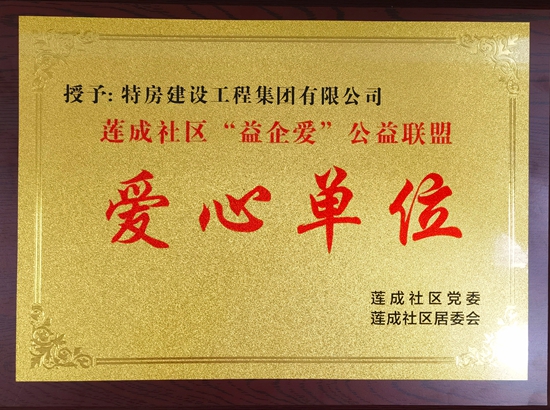 授予: 特房建设工程集团有限公司
莲成社区“益企爱”公益联盟
爱心单位
莲成社区党委
莲成社区居委会